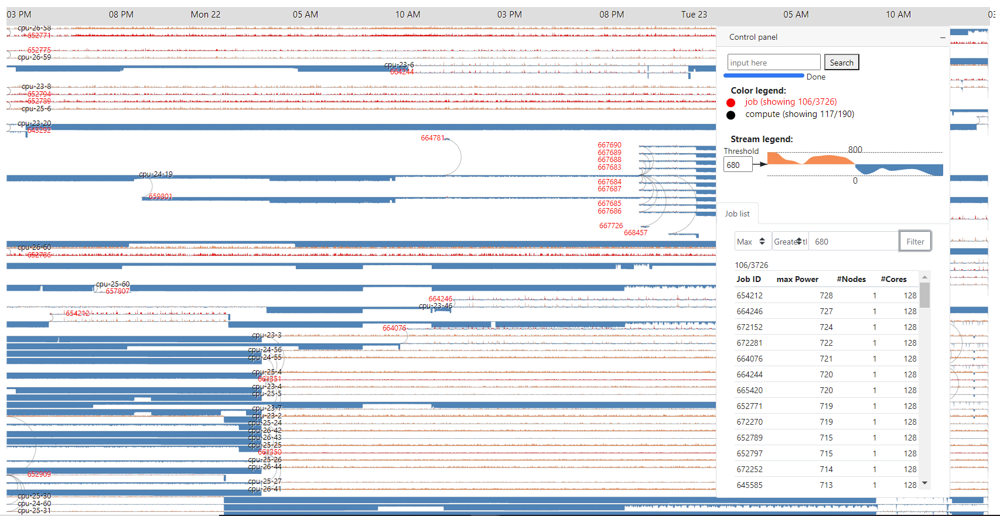 03 PM 08 PM Mon 22 05 AM 10 AM 03 PM 08 PM Tue 23 05 AM 10 AM
cpu-26-58
652771
652775
cpu-26-59
cpu-23-6
664244
cpu-23-8
652794
652789
cpu-25-6
cpu-23-20
643292
664781
667690
667689
667688
667683
cpu-24-19
667684
667687
659801
667685
667686
667726
668457
cpu-26-60
652786
cpu-25-60
657807
664246
cpu-23-46
654212
664076
cpu-23-3
cpu-24-56
cpu-24-55
cpu-25-4
661351
cpu-23-4
cpu-25-5
cpu-23-7
cpu-23-2
cpu-25-24
cpu-26-42
cpu-26-43
cpu-25-25
661350
cpu-25-26
cpu-26-44
652909
cpu-25-27
cpu-26-41
cpu-25-30
cpu-24-60
cpu-25-31
Control panel
input here Search
Done
Color legend:
job (showing 106/3726)
compute (showing 117/190)
Stream legend:
Threshold 800
680
0
Job list
Max 680 Filter
106/3726
Job ID max Power #Nodes #Cores
654212 728 1 128
664246 727 1 128
672152 724 1 128
672281 722 1 128
664076 721 1 128
664244 720 1 128
665420 720 1 128
652771 719 1 128
672270 719 1 128
652789 715 1 128
652797 715 1 128
672252 714 1 128
645585 713 1 128